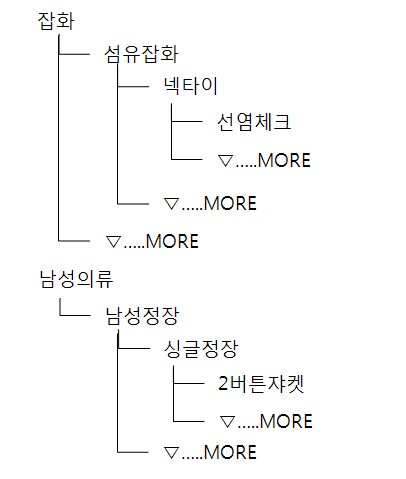 잡화
섬유잡화
넥타이
선염체크
▽.....MORE
▽.....MORE
▽.....MORE
남성의류
남성정장
싱글정장
2버튼쟈켓
▽.....MORE
▽.....MORE